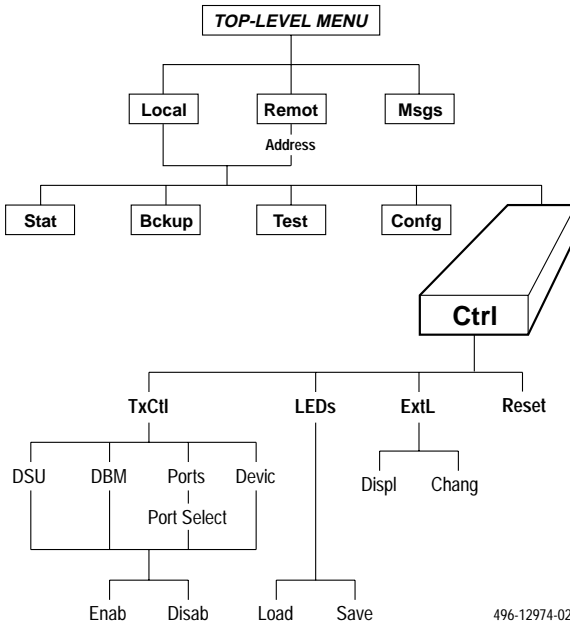 TOP-LEVEL MENU
Local Remot Msgs
Address
Stat Bckup Test Confg
Ctrl
TxCtl LEDs ExtL Reset
DSU DBM Ports Devic
Displ Chang
Port Select
Enab Disab Load Save
496-12974-02